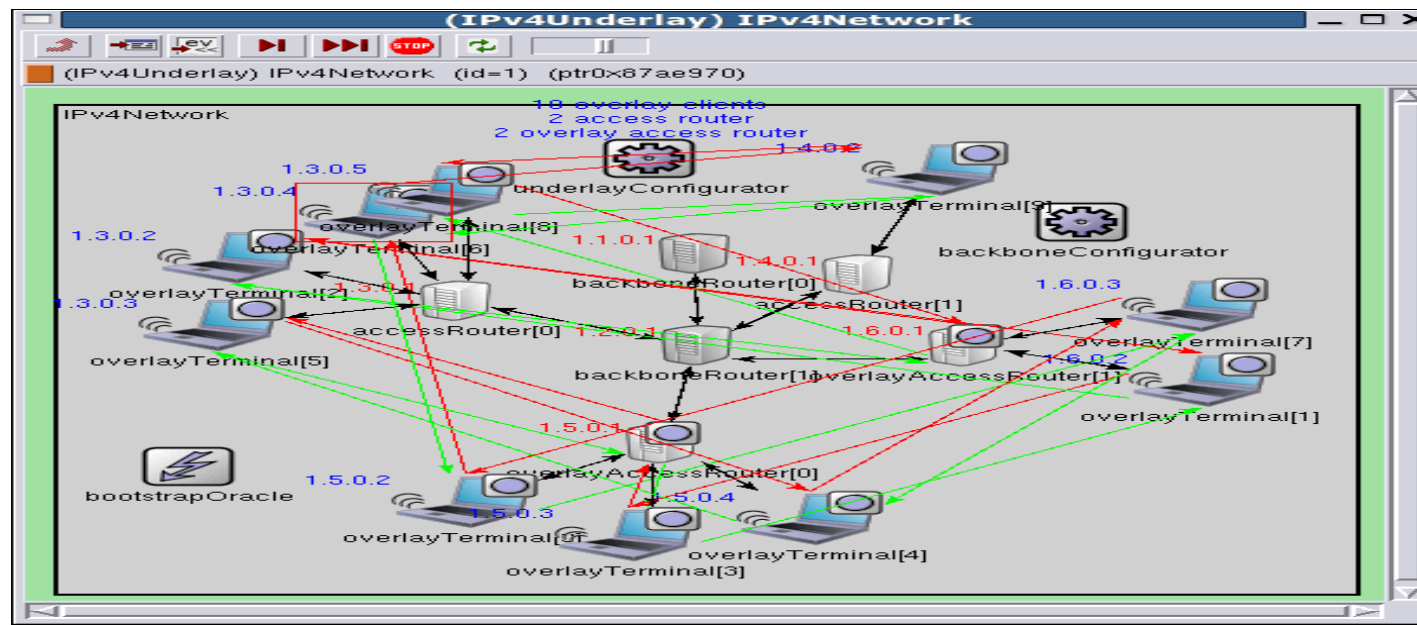 (IPv4Underlay) IPv4Network
ev
STOP
(IPv4Underlay) IPv4Network (id=1) (ptr0x87ae970)
IPv4Network
18 overlay clients
2 access router
2 overlay access router
1.4.0.2
1.3.0.5
underlayConfigurator
1.3.0.4
overlayTerminal[9]
overlayTerminal[8]
1.3.0.2
1.1.0.1
overlayTerminal[6]
backboneConfigurator
1.4.0.1
backboneRouter[0]
1.6.0.3
overlayTerminal[2]
1.3.0.1
accessRouter[1]
1.3.0.3
accessRouter[0]
1.2.0.1
1.6.0.1
overlayTerminal[7]
overlayTerminal[5]
1.6.0.2
backboneRouter[1]
overlayAccessRouter[1]
overlayTerminal[1]
1.5.0.1
overlayAccessRouter[0]
bootstrapOracle
1.5.0.2
1.5.0.4
1.5.0.3
overlayTerminal[0]
overlayTerminal[4]
overlayTerminal[3]